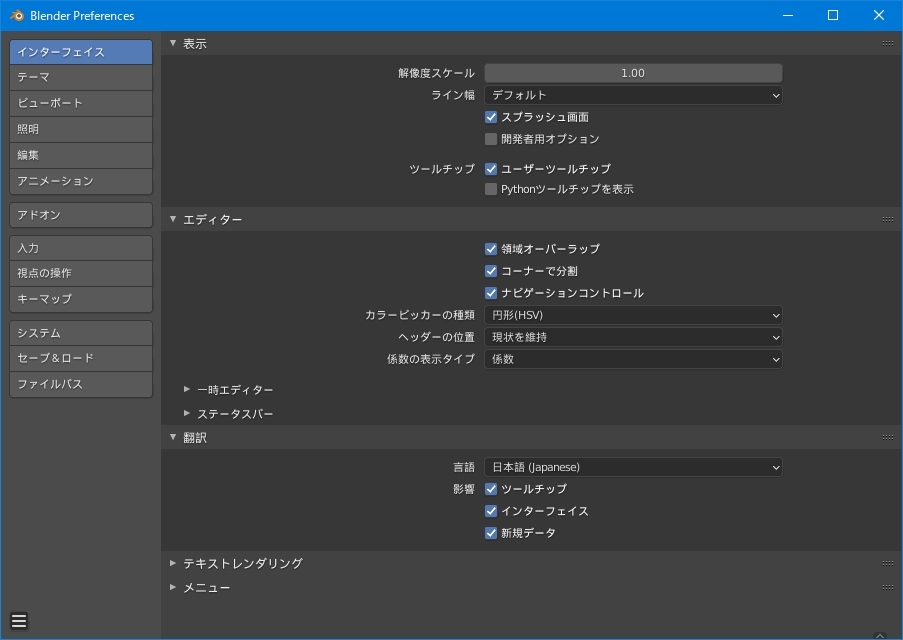 Blender Preferences
インターフェイス
テーマ
ビューポート
照明
編集
アニメーション
アドオン
入力
視点の操作
キーマップ
システム
セーブ＆ロード
ファイルパス
表示
解像度スケール 1.00
ライン幅 デフォルト
スプラッシュ画面
開発者用オプション
ツールチップ ユーザーツールチップ
Pythonツールチップを表示
エディター
領域オーバーラップ
コーナーで分割
ナビゲーションコントロール
カラーピッカーの種類 円形(HSV)
ヘッダーの位置 現状を維持
係数の表示タイプ 係数
一時エディター
ステータスバー
翻訳
言語 日本語 (Japanese)
影響 ツールチップ
インターフェイス
新規データ
テキストレンダリング
メニュー